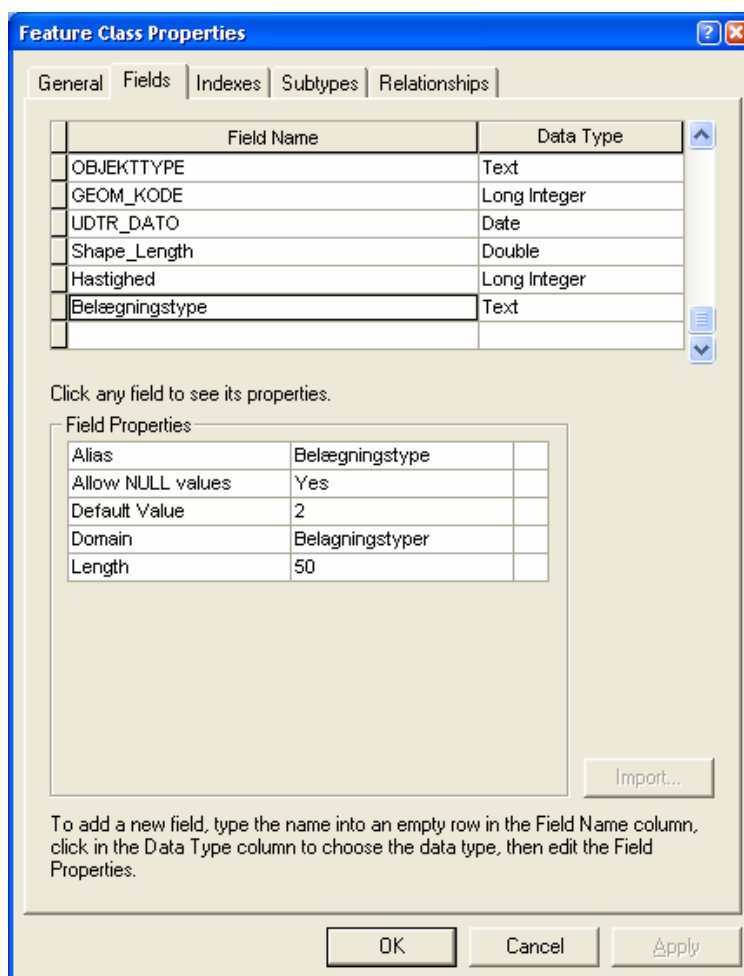 Feature Class Properties
General Fields Indexes Subtypes Relationships
Field Name Data Type
OBJEKTTYPE Text
GEOM_KODE Long Integer
UDTR_DATO Date
Shape_Length Double
Hastighed Long Integer
Belægningstype Text
Click any field to see its properties.
Field Properties
Alias Belægningstype
Allow NULL values Yes
Default Value 2
Domain Belagningstyper
Length 50
Import...
To add a new field, type the name into an empty row in the Field Name column,
click in the Data Type column to choose the data type, then edit the Field
Properties.
OK Cancel Apply